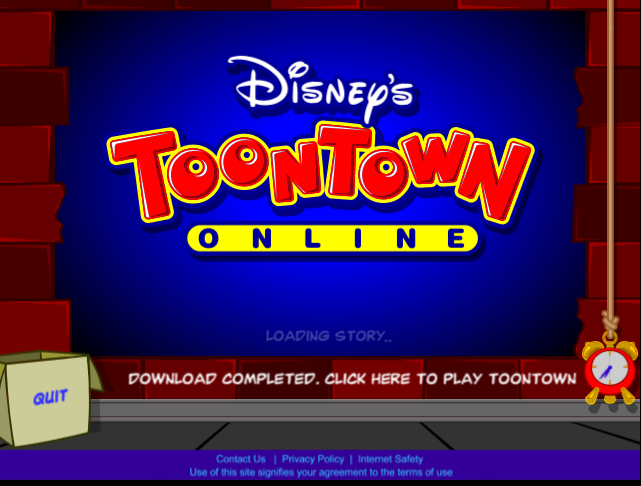 Disney's
TOONTOWN
ONLINE
LOADING STORY..
DOWNLOAD COMPLETED. CLICK HERE TO PLAY TOONTOWN
QUIT
Contact Us | Privacy Policy | Internet Safety
Use of this site signifies your agreement to the terms of use